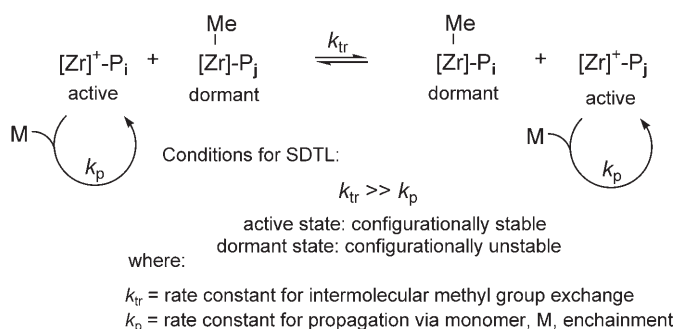 Me Me
[Zr]⁺-Pi + [Zr]-Pj ktr [Zr]-Pi + [Zr]⁺-Pj
active dormant dormant active
M kp M kp
Conditions for SDTL:
ktr >> kp
active state: configurationally stable
dormant state: configurationally unstable
where:
ktr = rate constant for intermolecular methyl group exchange
kp = rate constant for propagation via monomer, M, enchainment